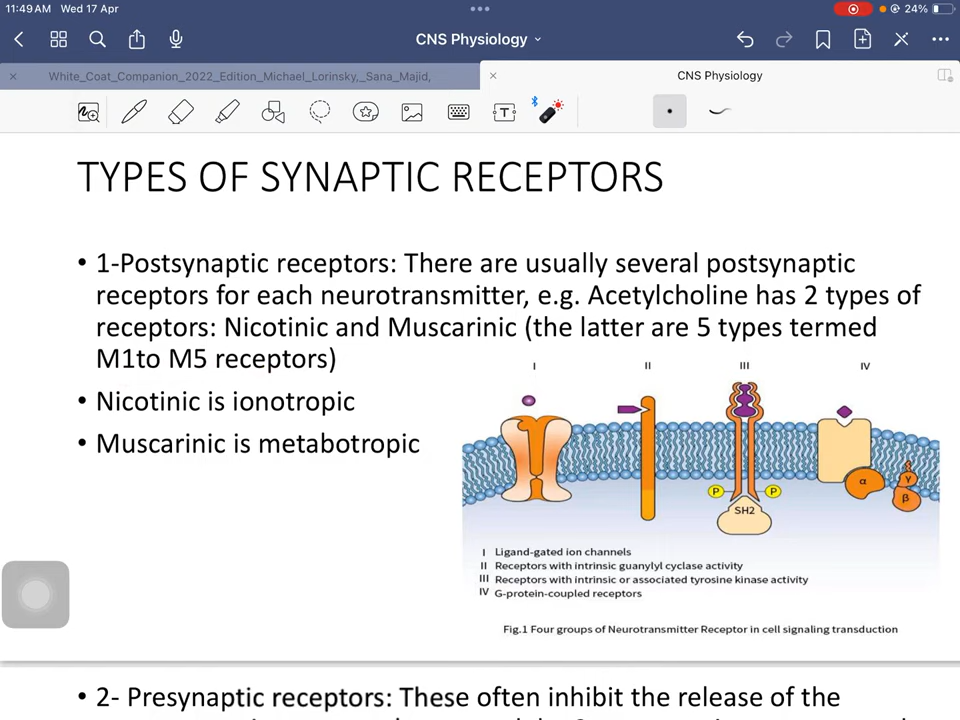 11:49 AM Wed 17 Apr
24%
CNS Physiology
White_Coat_Companion_2022_Edition_Michael_Lorinsky,_Sana_Majid,
CNS Physiology
T
TYPES OF SYNAPTIC RECEPTORS
• 1-Postsynaptic receptors: There are usually several postsynaptic
receptors for each neurotransmitter, e.g. Acetylcholine has 2 types of
receptors: Nicotinic and Muscarinic (the latter are 5 types termed
M1to M5 receptors)
• Nicotinic is ionotropic
• Muscarinic is metabotropic
I II III IV
P P
SH2
α γ
β
I Ligand-gated ion channels
II Receptors with intrinsic guanylyl cyclase activity
III Receptors with intrinsic or associated tyrosine kinase activity
IV G-protein-coupled receptors
Fig.1 Four groups of Neurotransmitter Receptor in cell signaling transduction
• 2- Presynaptic receptors: These often inhibit the release of the